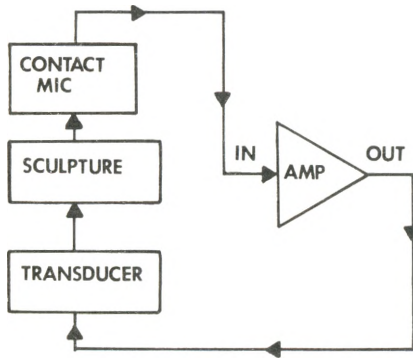 CONTACT
MIC
SCULPTURE
IN
AMP
OUT
TRANSDUCER